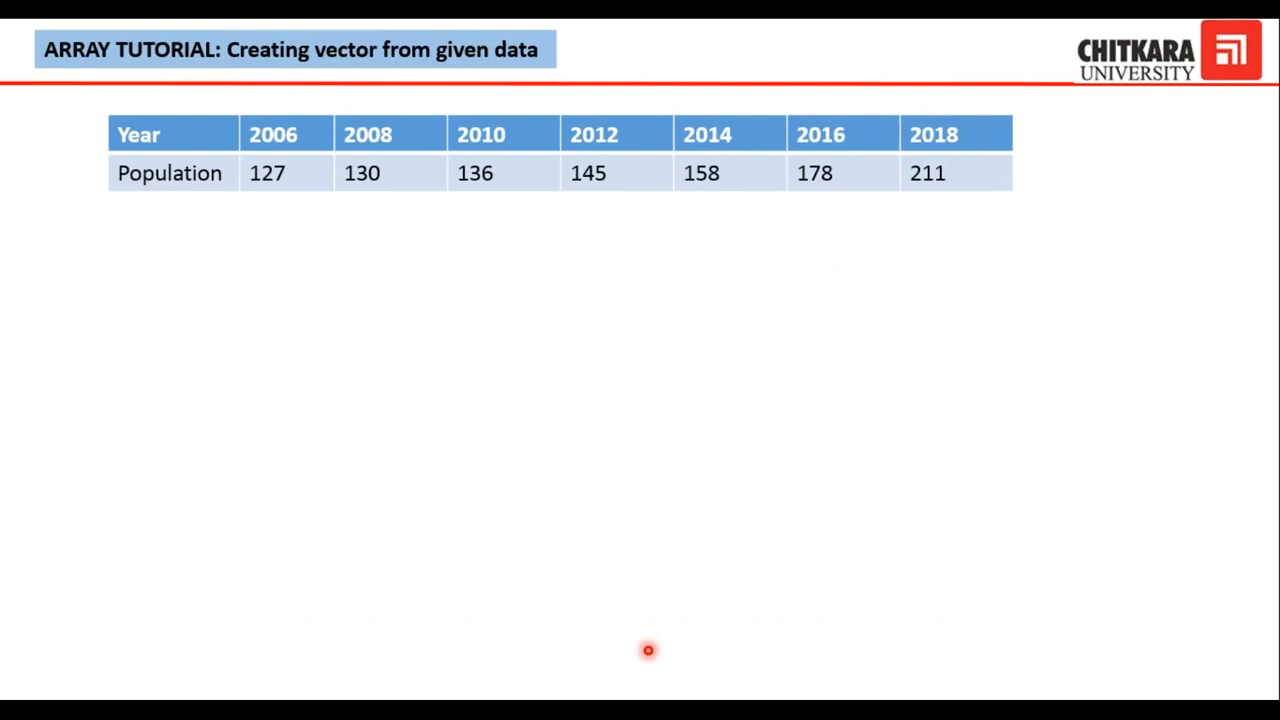 ARRAY TUTORIAL: Creating vector from given data
CHITKARA
UNIVERSITY
Year 2006 2008 2010 2012 2014 2016 2018
Population 127 130 136 145 158 178 211